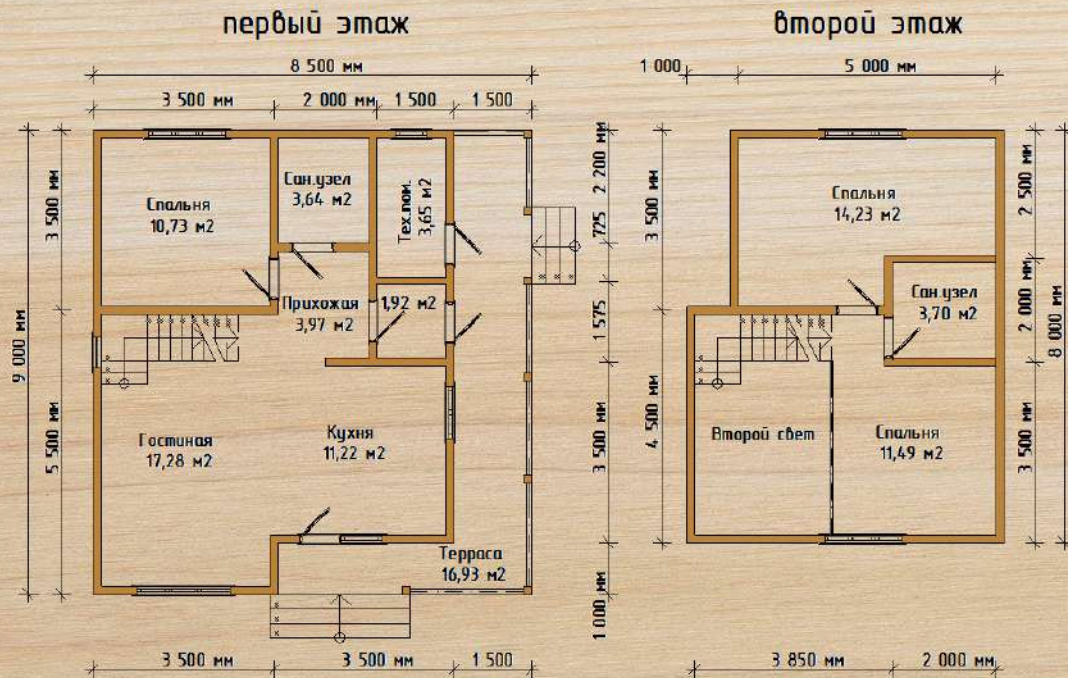 первый этаж
второй этаж
8 500 мм
1 000
5 000 мм
3 500 мм
2 000 мм
1 500
1 500
Спальня
10,73 м2
Сан.узел
3,64 м2
Тех.пом.
3,65 м2
Прихожая
3,97 м2
1,92 м2
Гостиная
17,28 м2
Кухня
11,22 м2
Терраса
16,93 м2
9 000 мм
3 500 мм
5 500 мм
2 200 мм
725
1 575
3 500 мм
1 000 мм
3 500 мм
3 500 мм
1 500
Спальня
14,23 м2
Сан.узел
3,70 м2
Второй свет
Спальня
11,49 м2
3 500 мм
4 500 мм
2 500 мм
2 000 мм
3 500 мм
8 000 мм
3 850 мм
2 000 мм